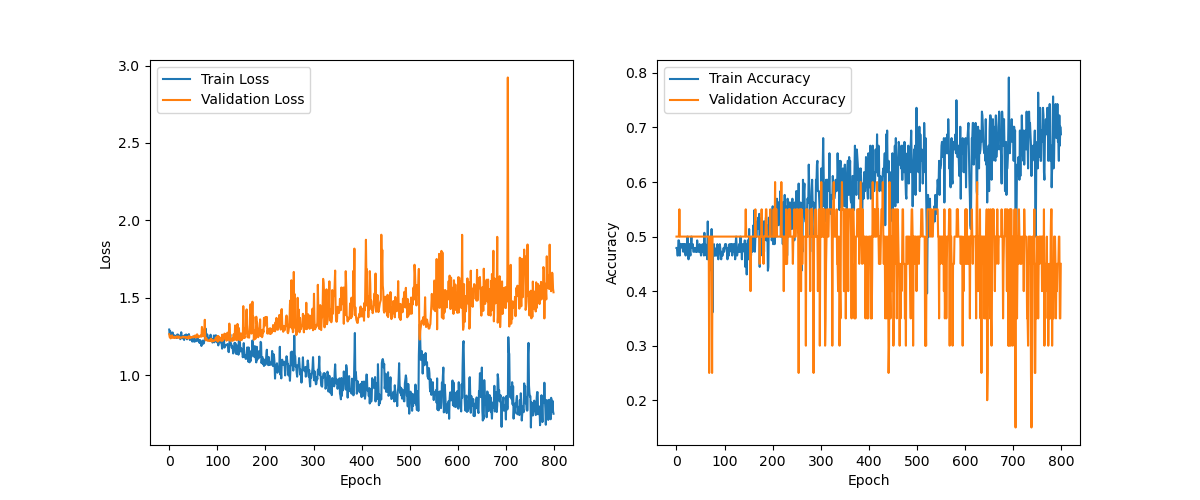 3.0
2.5
2.0
1.5
1.0
Loss
0 100 200 300 400 500 600 700 800
Epoch
Train Loss
Validation Loss
0.8
0.7
0.6
0.5
0.4
0.3
0.2
Accuracy
0 100 200 300 400 500 600 700 800
Epoch
Train Accuracy
Validation Accuracy